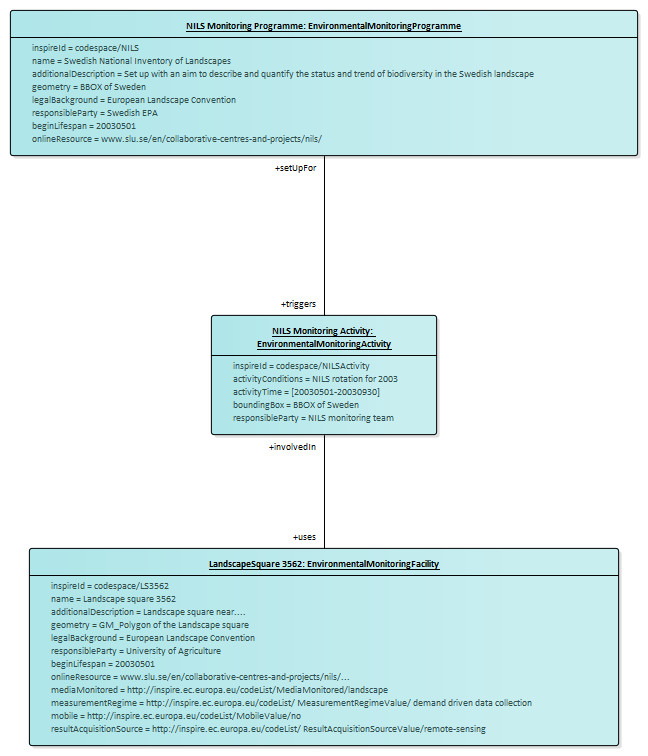 NILS Monitoring Programme: EnvironmentalMonitoringProgramme
inspireId = codespace/NILS
name = Swedish National Inventory of Landscapes
additionalDescription = Set up with an aim to describe and quantify the status and trend of biodiversity in the Swedish landscape
geometry = BBOX of Sweden
legalBackground = European Landscape Convention
responsibleParty = Swedish EPA
beginLifespan = 20030501
onlineResource = www.slu.se/en/collaborative-centres-and-projects/nils/
+setUpFor
+triggers
NILS Monitoring Activity:
EnvironmentalMonitoringActivity
inspireId = codespace/NILSActivity
activityConditions = NILS rotation for 2003
activityTime = [20030501-20030930]
boundingBox = BBOX of Sweden
responsibleParty = NILS monitoring team
+involvedIn
+uses
LandscapeSquare 3562: EnvironmentalMonitoringFacility
inspireId = codespace/LS3562
name = Landscape square 3562
additionalDescription = Landscape square near....
geometry = GM_Polygon of the Landscape square
legalBackground = European Landscape Convention
responsibleParty = University of Agriculture
beginLifespan = 20030501
onlineResource = www.slu.se/en/collaborative-centres-and-projects/nils/...
mediaMonitored = http://inspire.ec.europa.eu/codeList/MediaMonitored/landscape
measurementRegime = http://inspire.ec.europa.eu/codeList/ MeasurementRegimeValue/ demand driven data collection
mobile = http://inspire.ec.europa.eu/codeList/MobileValue/no
resultAcquisitionSource = http://inspire.ec.europa.eu/codeList/ ResultAcquisitionSourceValue/remote-sensing